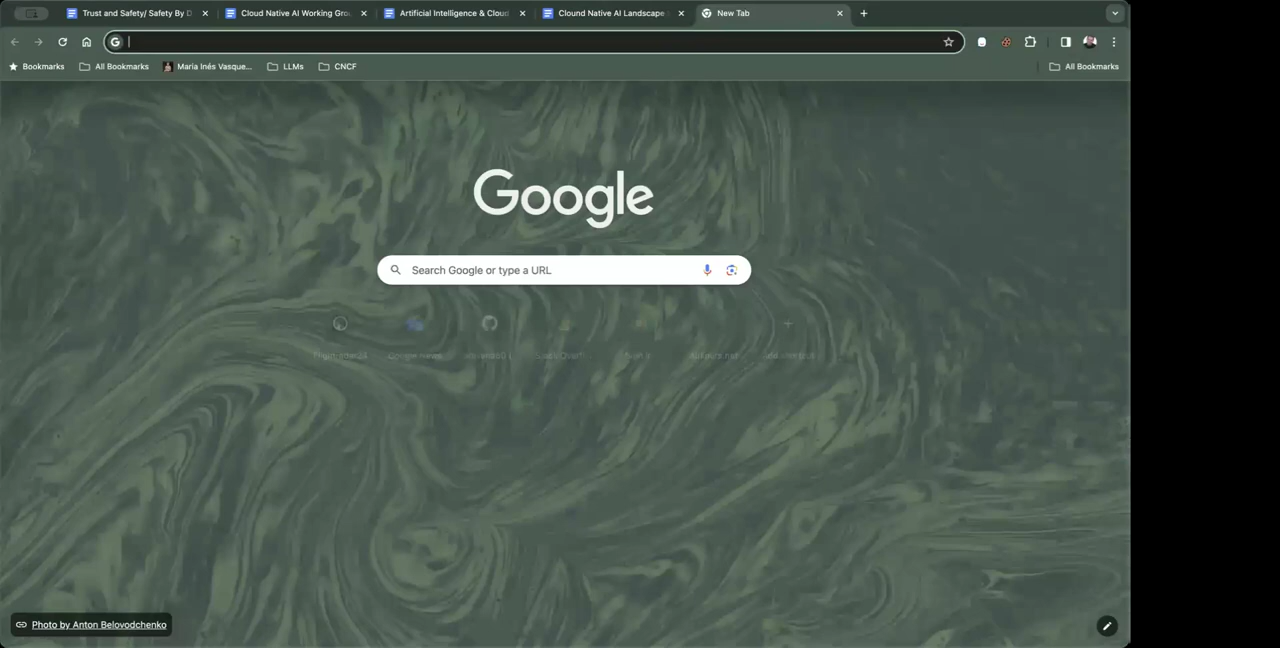 Trust and Safety/ Safety By D
Cloud Native AI Working Gro
Artificial Intelligence & Cloud
Clound Native AI Landscape
New Tab
Bookmarks
All Bookmarks
Maria Inés Vasque...
LLMs
CNCF
All Bookmarks
Google
Search Google or type a URL
Google news
Photo by Anton Belovodchenko